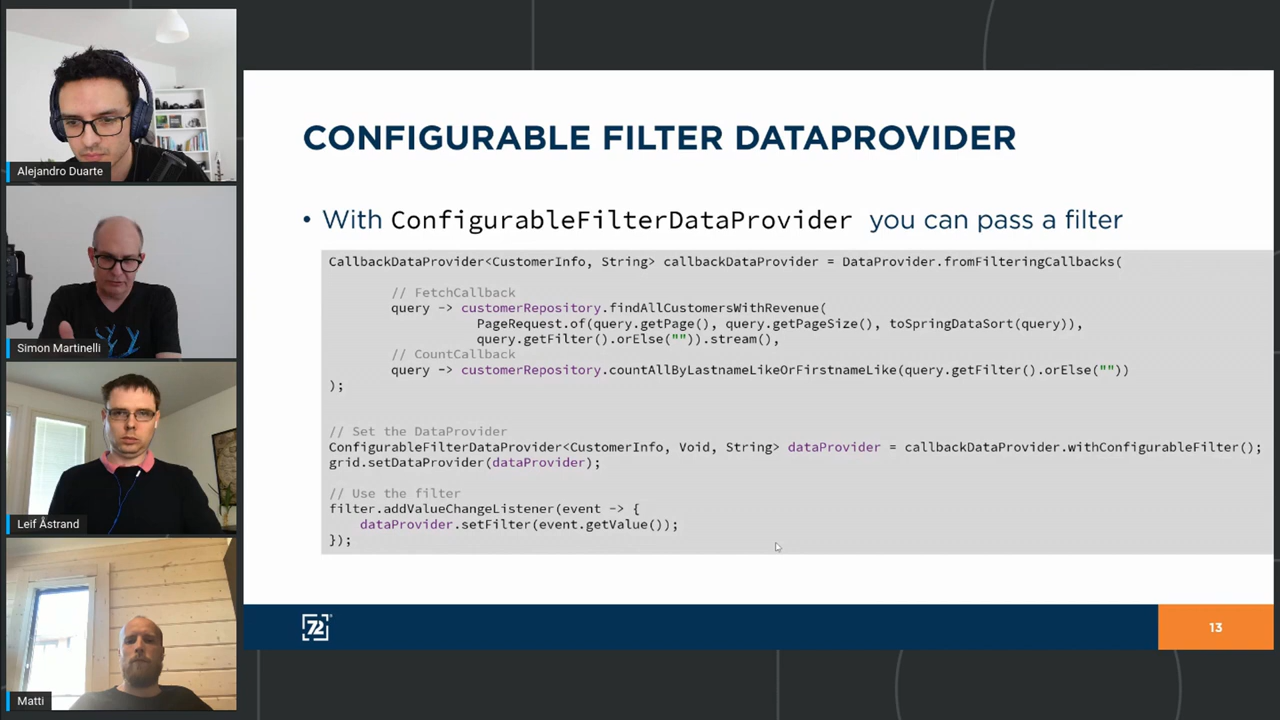 Alejandro Duarte
Simon Martinelli
Leif Åstrand
Matti
CONFIGURABLE FILTER DATAPROVIDER
• With ConfigurableFilterDataProvider you can pass a filter
CallbackDataProvider<CustomerInfo, String> callbackDataProvider = DataProvider.fromFilteringCallbacks(
// FetchCallback
query -> customerRepository.findAllCustomersWithRevenue(
PageRequest.of(query.getPage(), query.getPageSize(), toSpringDataSort(query)),
query.getFilter().orElse("")).stream(),
// CountCallback
query -> customerRepository.countAllByLastnameLikeOrFirstnameLike(query.getFilter().orElse(""))
);
// Set the DataProvider
ConfigurableFilterDataProvider<CustomerInfo, Void, String> dataProvider = callbackDataProvider.withConfigurableFilter();
grid.setDataProvider(dataProvider);
// Use the filter
filter.addValueChangeListener(event -> {
dataProvider.setFilter(event.getValue());
});
72
13